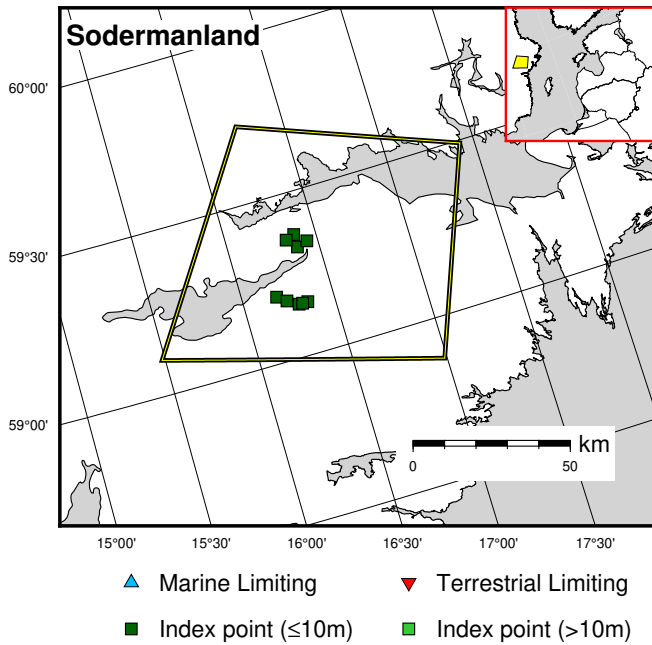 Sodermanland
60°00'
59°30'
59°00'
km
0 50
15°00' 15°30' 16°00' 16°30' 17°00' 17°30'
Marine Limiting Terrestrial Limiting
Index point (≤10m) Index point (>10m)